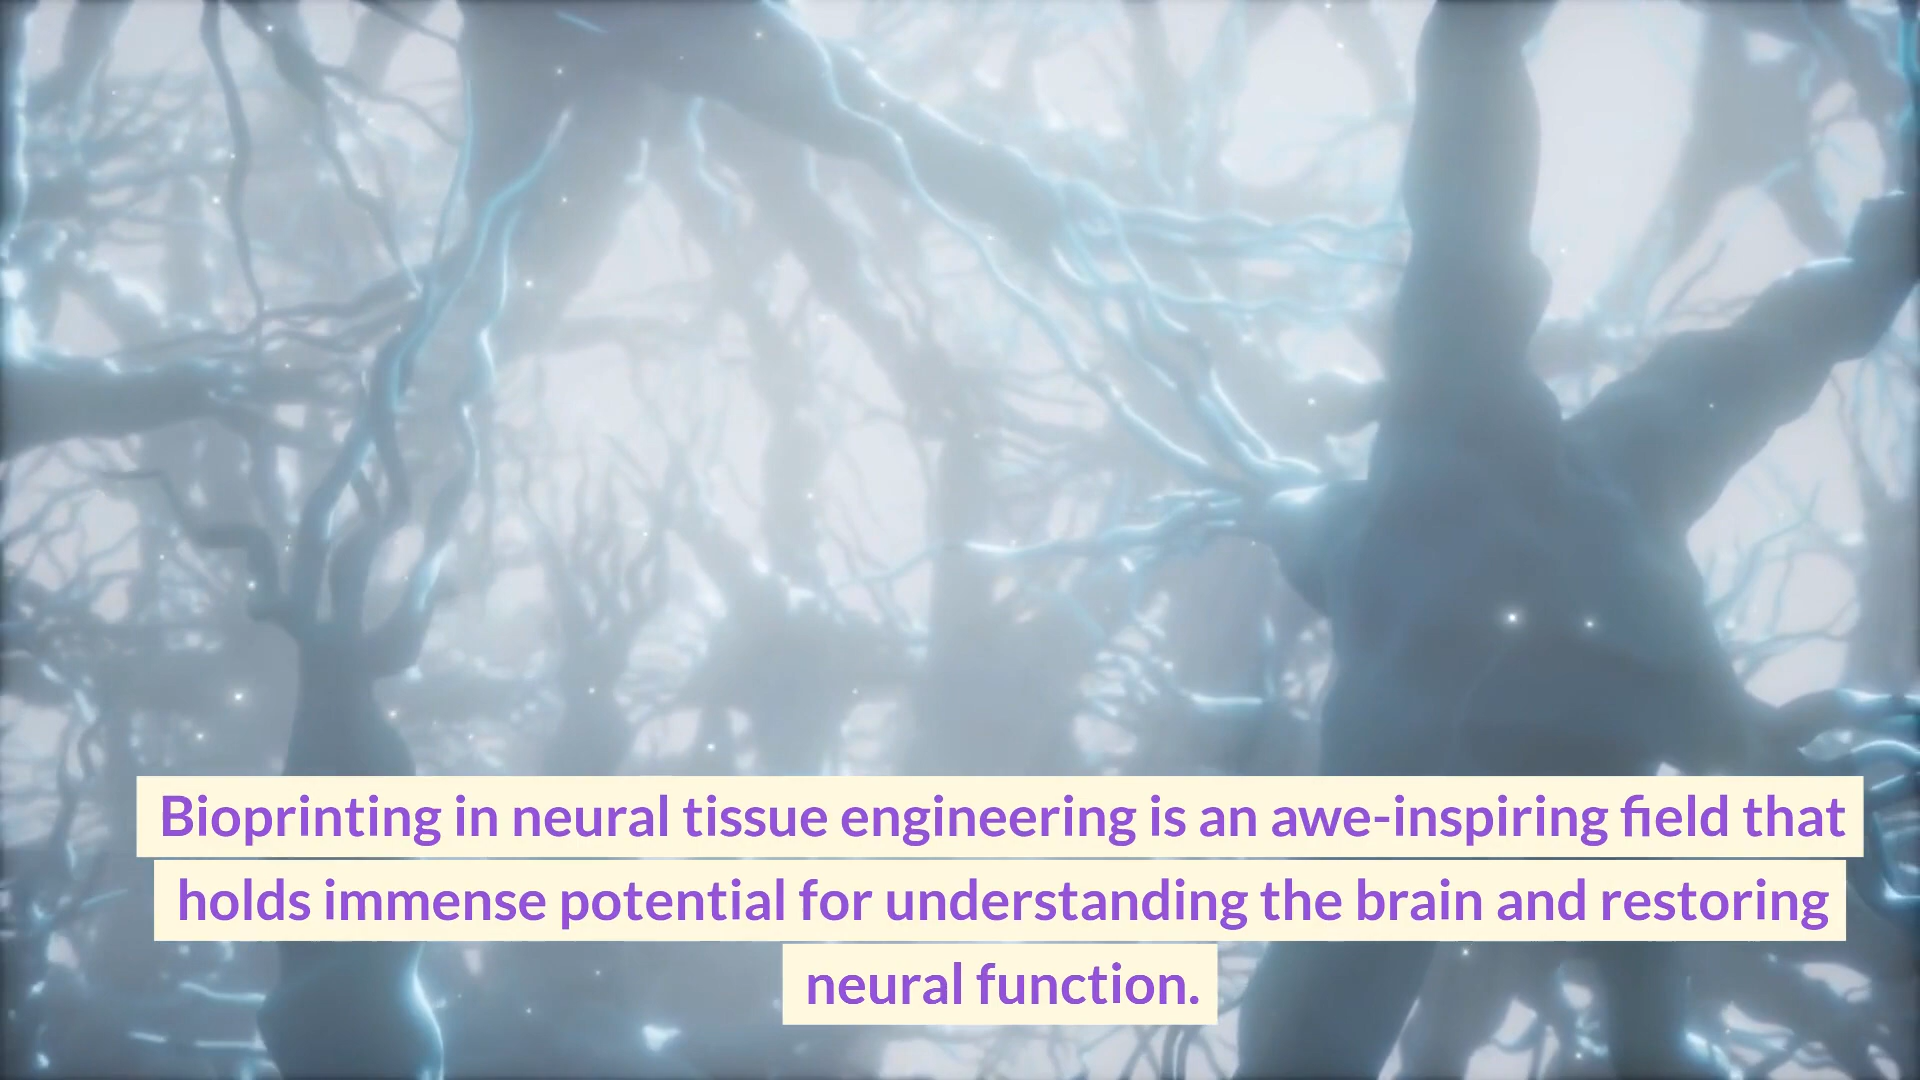 Bioprinting in neural tissue engineering is an awe-inspiring field that
holds immense potential for understanding the brain and restoring
neural function.